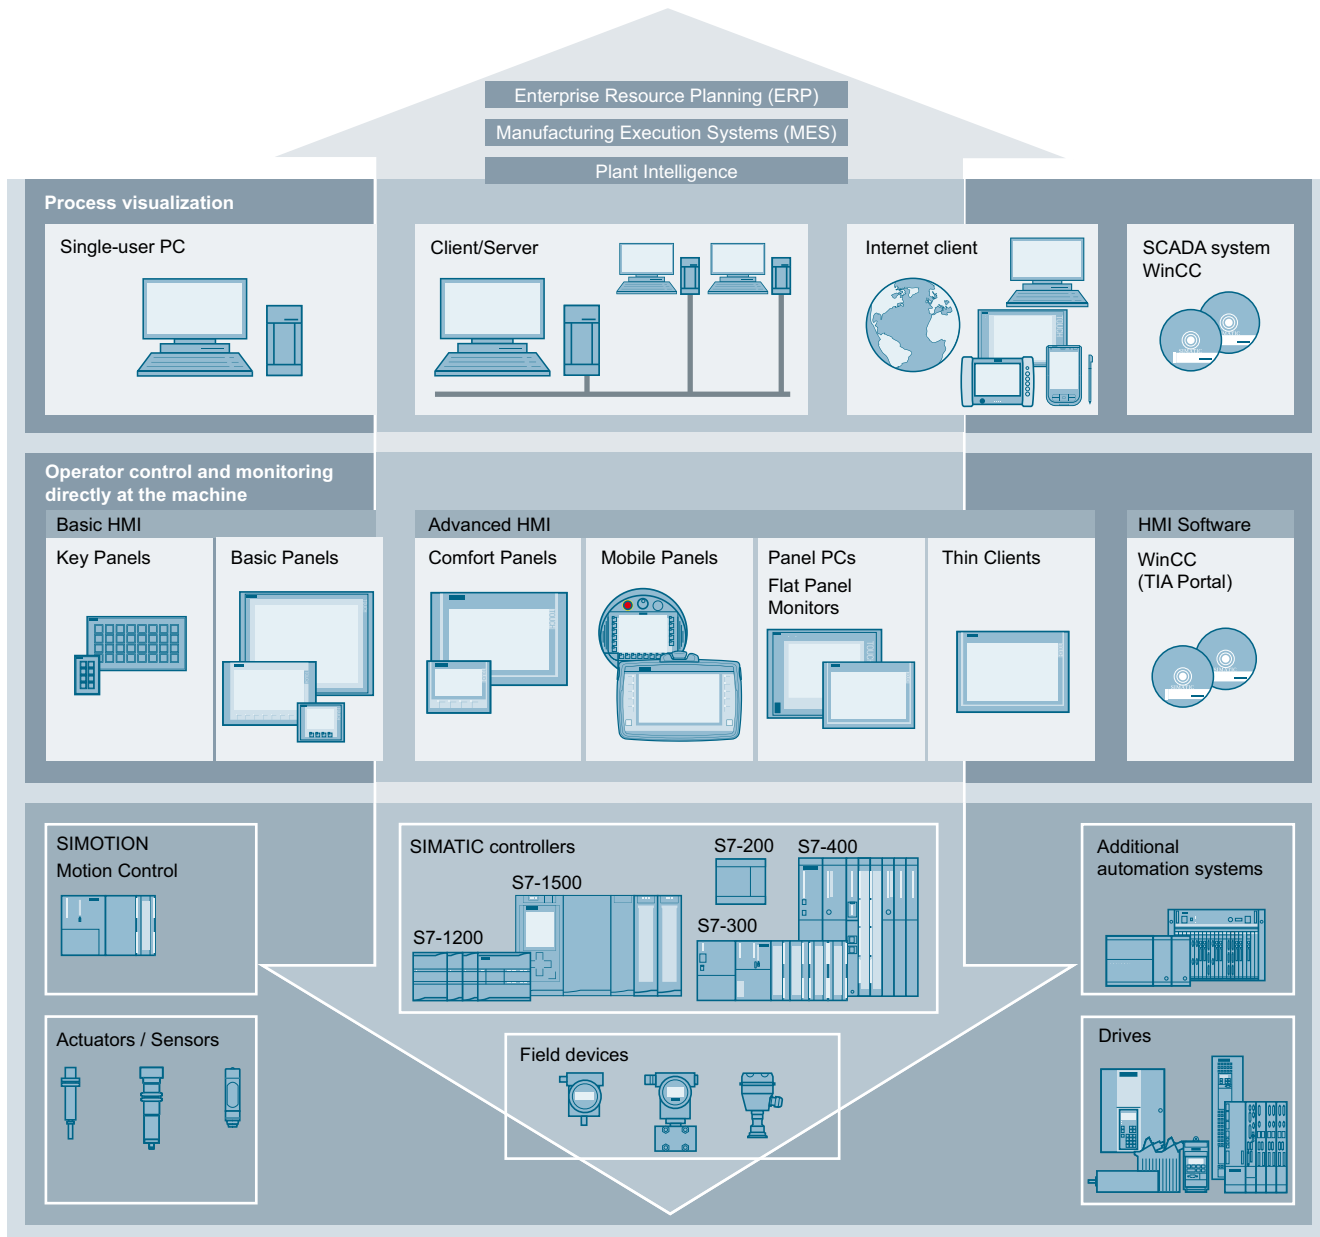 Enterprise Resource Planning (ERP)
Manufacturing Execution Systems (MES)
Plant Intelligence
Process visualization
Single-user PC
Client/Server
Internet client
SCADA system
WinCC
Operator control and monitoring
directly at the machine
Basic HMI
Key Panels
Basic Panels
Advanced HMI
Comfort Panels
Mobile Panels
Panel PCs
Flat Panel
Monitors
Thin Clients
HMI Software
WinCC
(TIA Portal)
SIMOTION
Motion Control
SIMATIC controllers
S7-200
S7-400
S7-1500
S7-300
S7-1200
Additional
automation systems
Actuators / Sensors
Field devices
Drives